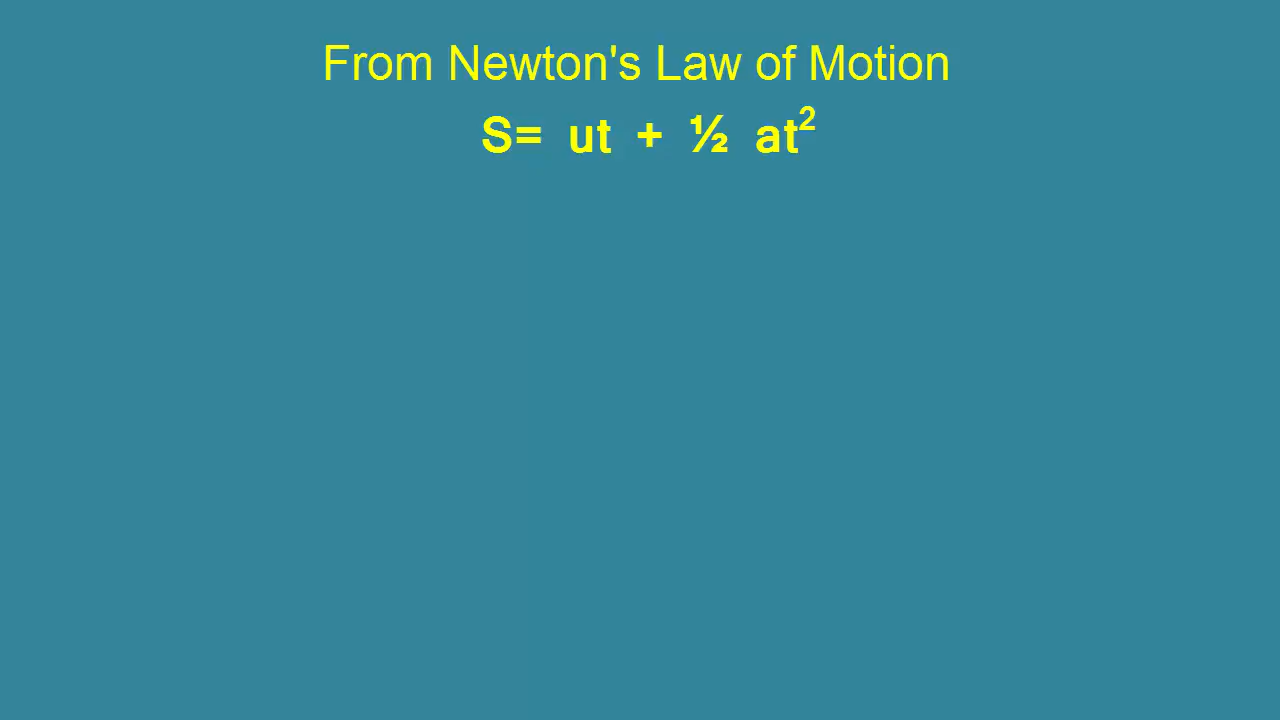 From Newton's Law of Motion
S= ut + ½ at²